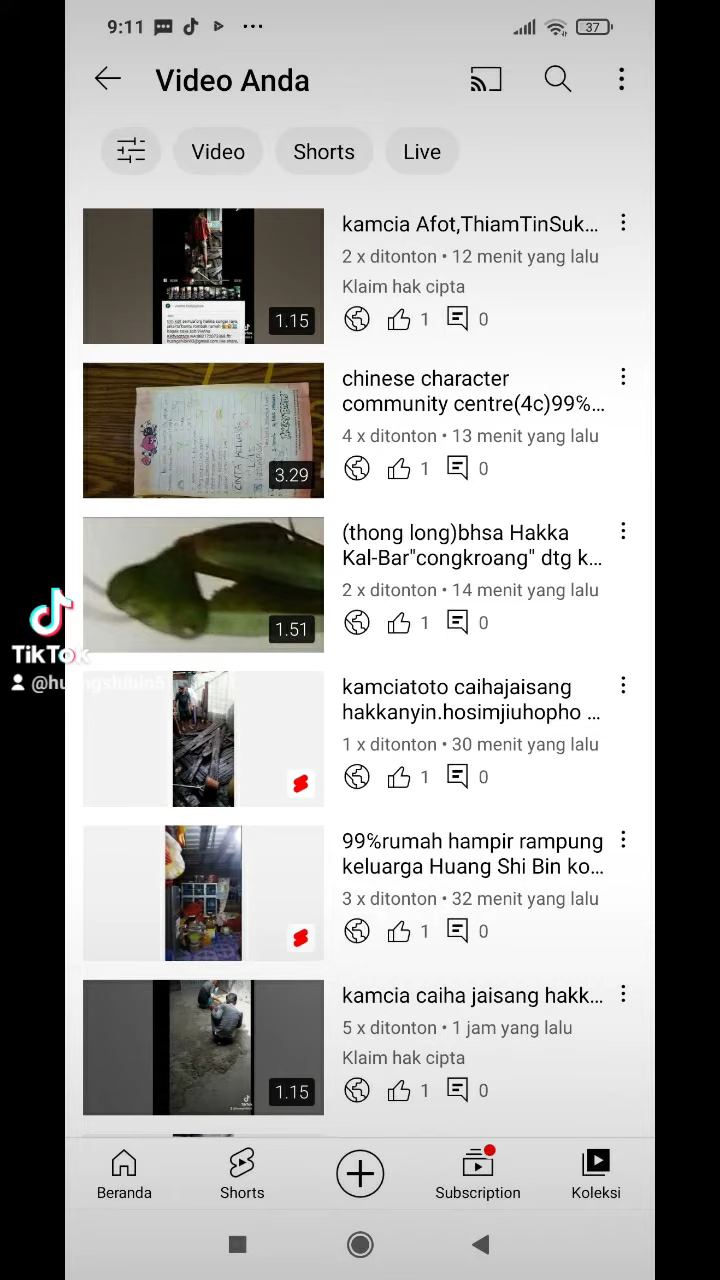 9:11
37
Video Anda
Video
Shorts
Live
kamcia Afot,ThiamTinSuk...
2 x ditonton • 12 menit yang lalu
Klaim hak cipta
1
0
1.15
chinese character
community centre(4c)99%...
4 x ditonton • 13 menit yang lalu
1
0
CINTA
3.29
(thong long)bhsa Hakka
Kal-Bar"congkroang" dtg k...
2 x ditonton • 14 menit yang lalu
1
0
1.51
TikTok
kamciatoto caihajaisang
hakkanyin.hosimjiuhopho ...
1 x ditonton • 30 menit yang lalu
1
0
99%rumah hampir rampung
keluarga Huang Shi Bin ko...
3 x ditonton • 32 menit yang lalu
1
0
kamcia caiha jaisang hakk...
5 x ditonton • 1 jam yang lalu
Klaim hak cipta
1
0
1.15
TikTok
Beranda
Shorts
Subscription
Koleksi